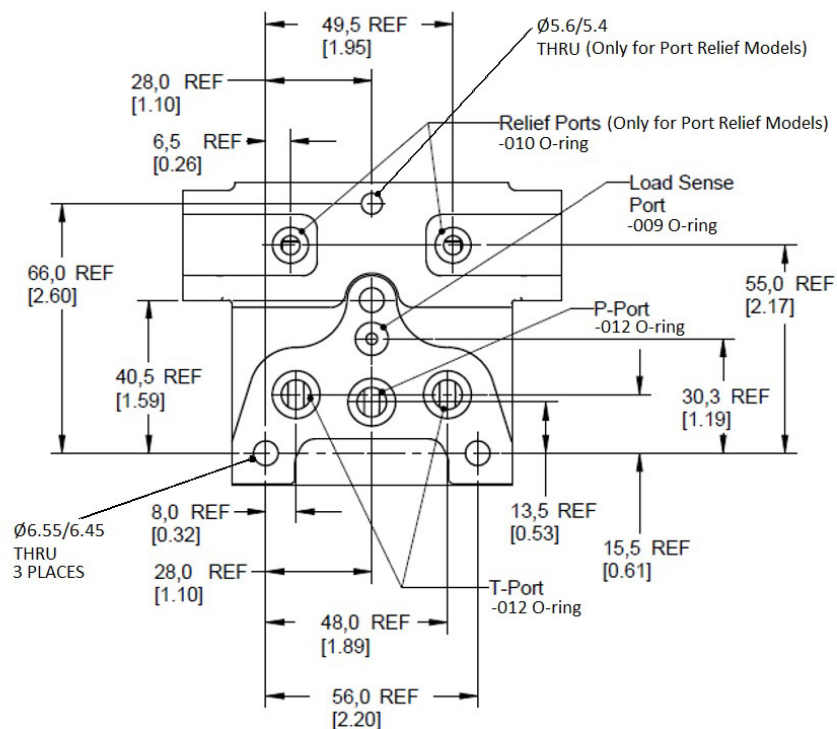 49,5 REF
[1.95]
Ø5.6/5.4
THRU (Only for Port Relief Models)
28,0 REF
[1.10]
Relief Ports (Only for Port Relief Models)
-010 O-ring
6,5 REF
[0.26]
Load Sense
Port
-009 O-ring
66,0 REF
[2.60]
55,0 REF
[2.17]
P-Port
-012 O-ring
40,5 REF
[1.59]
30,3 REF
[1.19]
Ø6.55/6.45
THRU
3 PLACES
8,0 REF
[0.32]
13,5 REF
[0.53]
15,5 REF
[0.61]
28,0 REF
[1.10]
T-Port
-012 O-ring
48,0 REF
[1.89]
56,0 REF
[2.20]